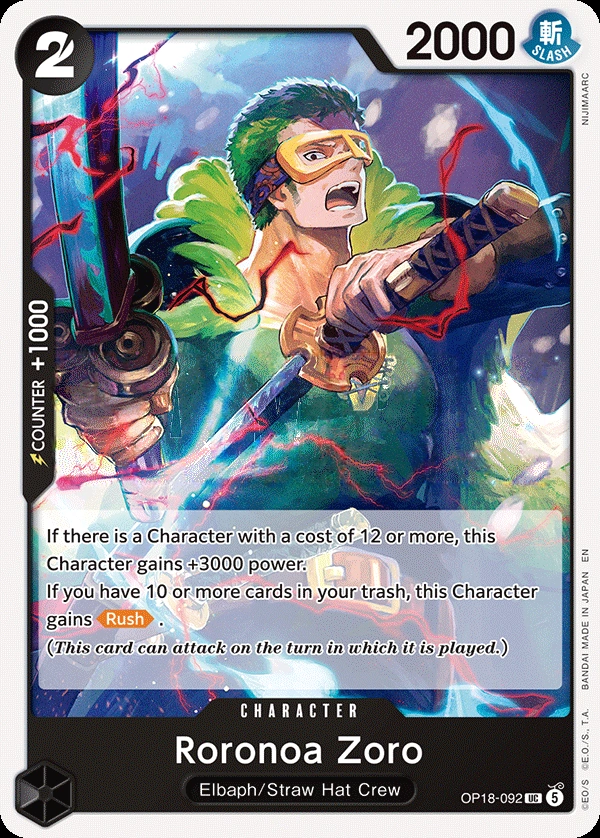 2
2000
斬
SLASH
NIJIMAARC
COUNTER +1000
If there is a Character with a cost of 12 or more, this
Character gains +3000 power.
If you have 10 or more cards in your trash, this Character
gains Rush .
(This card can attack on the turn in which it is played.)
CHARACTER
Roronoa Zoro
Elbaph/Straw Hat Crew
OP18-092 UC 5
©E.O/S ©E.O./S., T.A. BANDAI MADE IN JAPAN EN